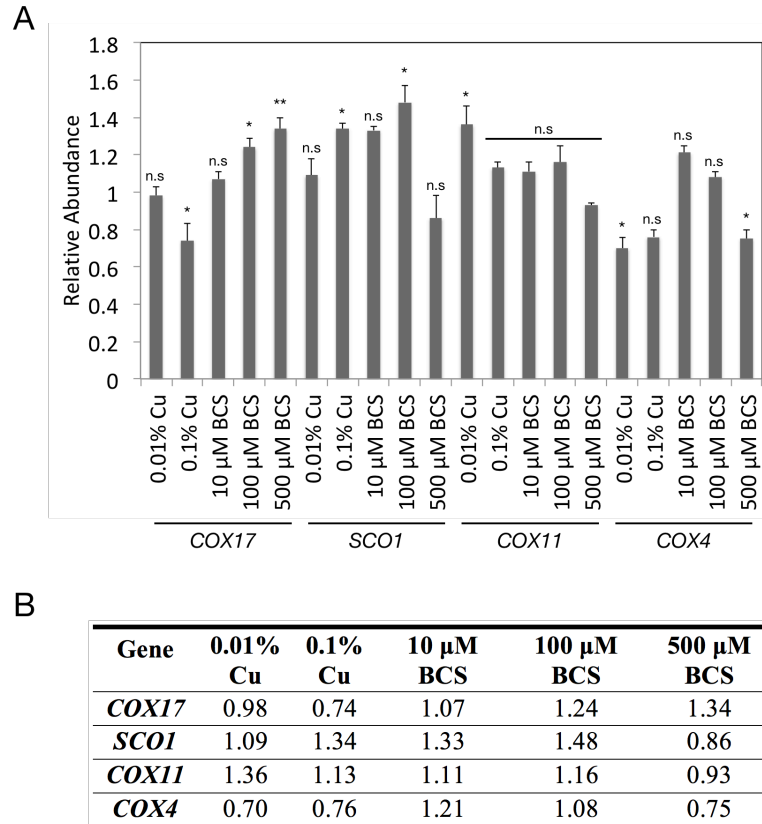 A
1.8
1.6
1.4
1.2
1
0.8
0.6
0.4
0.2
0
Relative Abundance
n.s
*
n.s
*
**
n.s
*
n.s
*
n.s
*
n.s
*
n.s
n.s
n.s
*
0.01% Cu
0.1% Cu
10 µM BCS
100 µM BCS
500 µM BCS
0.01% Cu
0.1% Cu
10 µM BCS
100 µM BCS
500 µM BCS
0.01% Cu
0.1% Cu
10 µM BCS
100 µM BCS
500 µM BCS
0.01% Cu
0.1% Cu
10 µM BCS
100 µM BCS
500 µM BCS
COX17 SCO1 COX11 COX4
B
Gene 0.01% Cu 0.1% Cu 10 µM BCS 100 µM BCS 500 µM BCS
COX17 0.98 0.74 1.07 1.24 1.34
SCO1 1.09 1.34 1.33 1.48 0.86
COX11 1.36 1.13 1.11 1.16 0.93
COX4 0.70 0.76 1.21 1.08 0.75